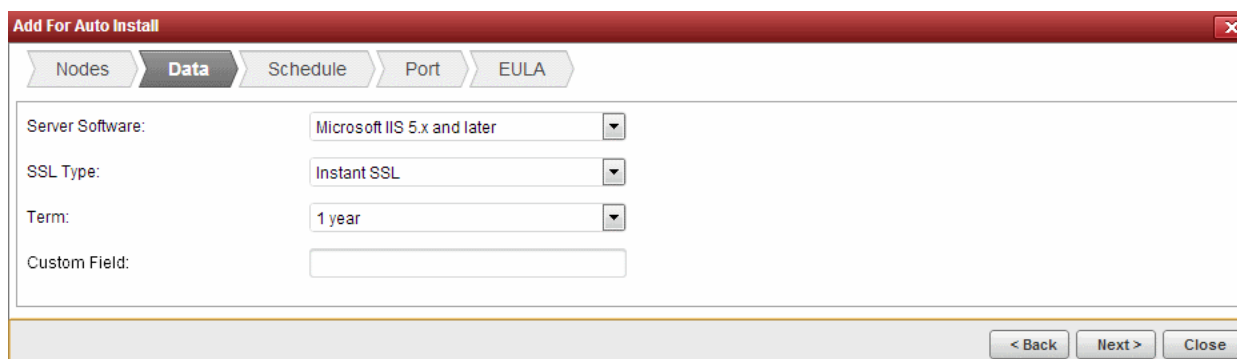 Add For Auto Install
Nodes Data Schedule Port EULA
Server Software: Microsoft IIS 5.x and later
SSL Type: Instant SSL
Term: 1 year
Custom Field:
< Back Next > Close